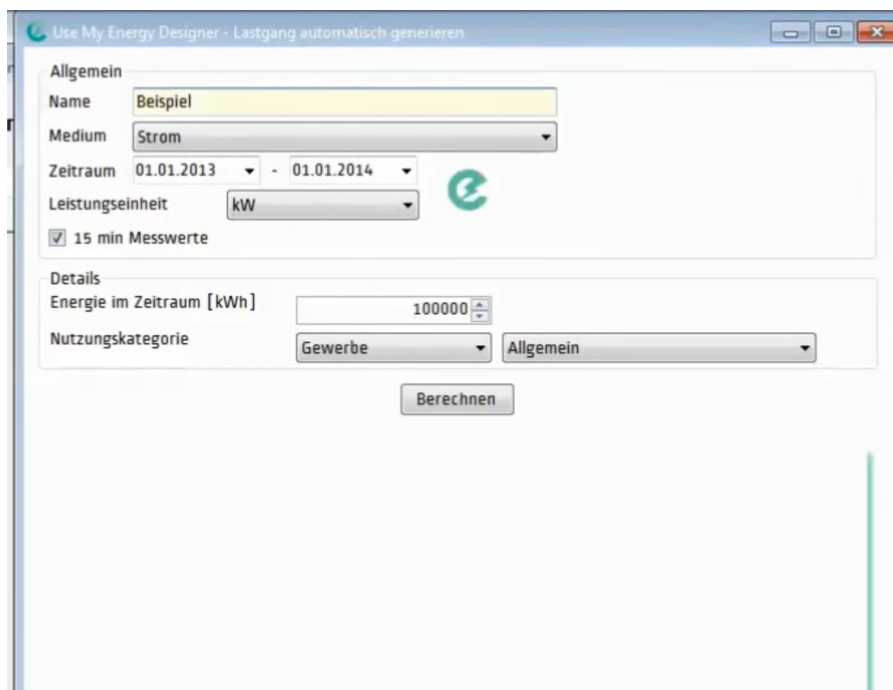 Use My Energy Designer - Lastgang automatisch generieren
Allgemein
Name Beispiel
Medium Strom
Zeitraum 01.01.2013 - 01.01.2014
Leistungseinheit kW
15 min Messwerte
Details
Energie im Zeitraum [kWh] 100000
Nutzungskategorie Gewerbe Allgemein
Berechnen